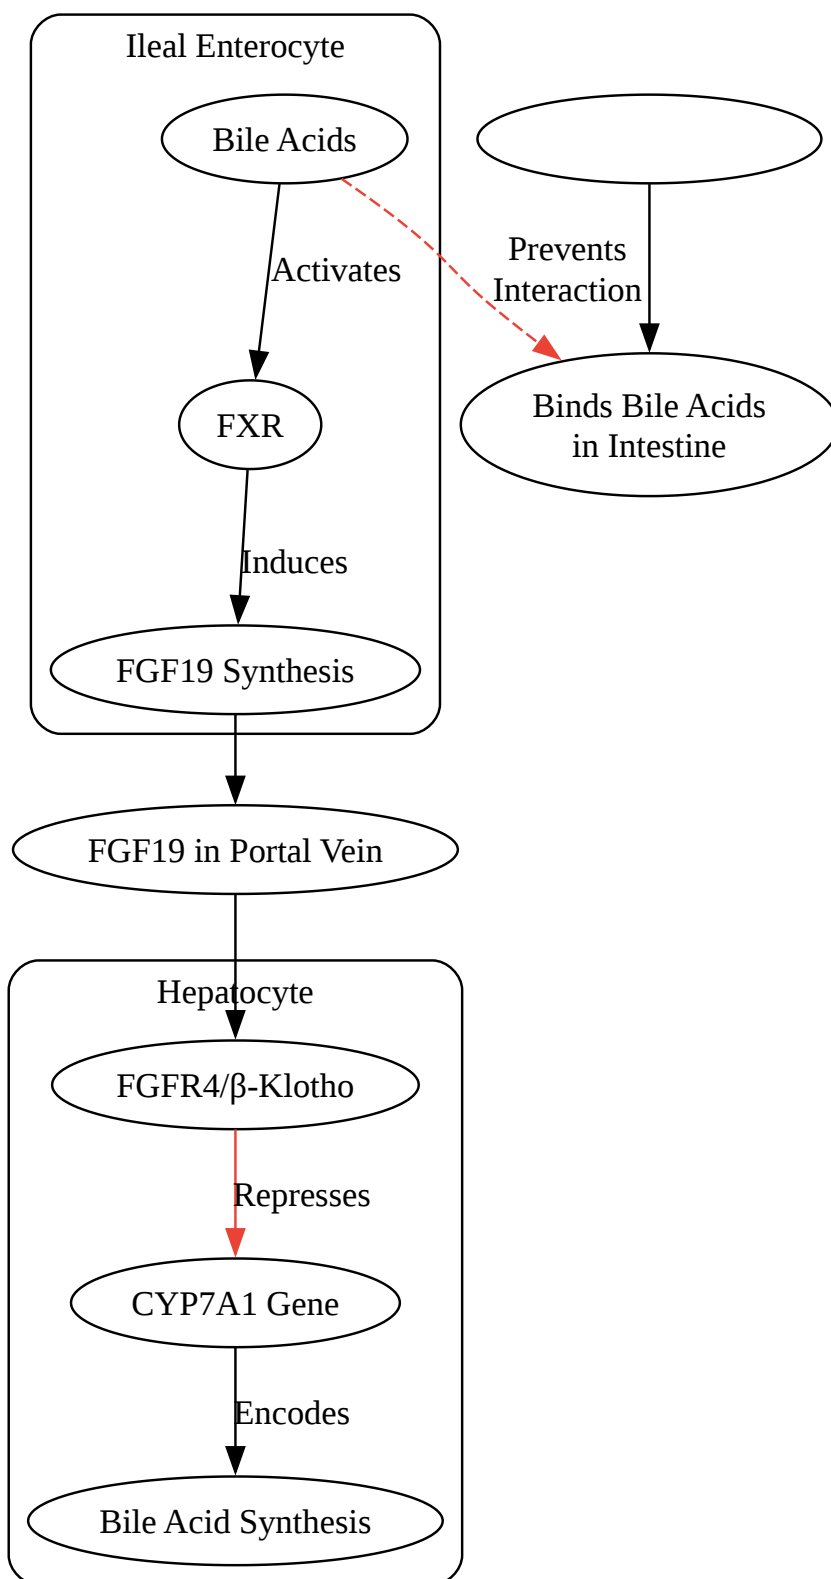 Ileal Enterocyte
Bile Acids
Activates
Prevents
Interaction
FXR
Binds Bile Acids
in Intestine
Induces
FGF19 Synthesis
FGF19 in Portal Vein
Hepatocyte
FGFR4/β-Klotho
Represses
CYP7A1 Gene
Encodes
Bile Acid Synthesis